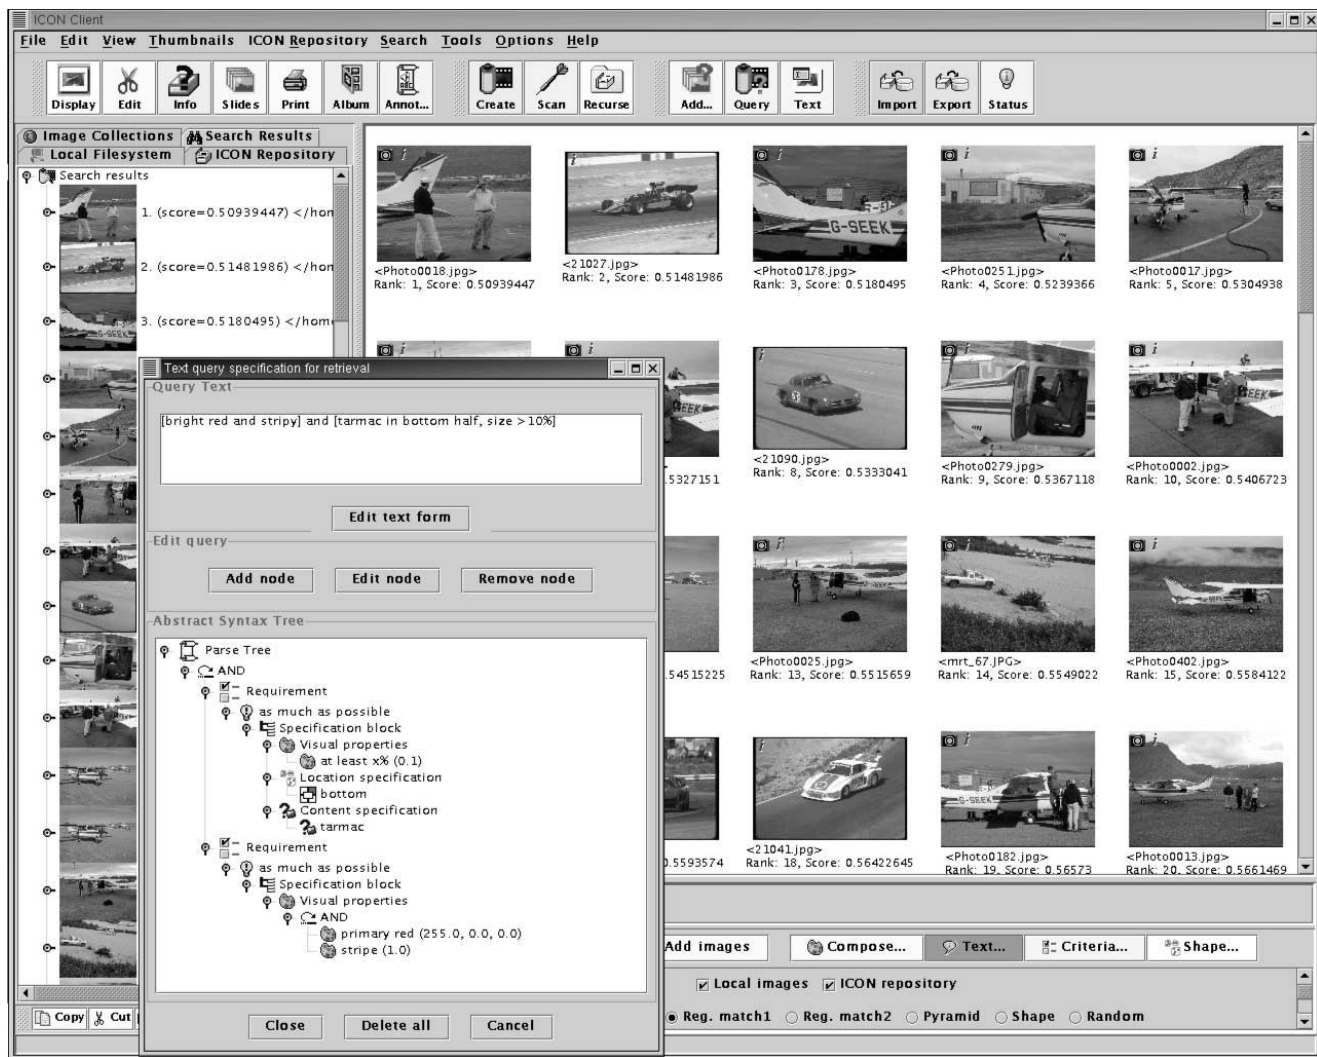 ICON Client
File Edit View Thumbnails ICON Repository Search Tools Options Help
Display Edit Info Slides Print Album Annot... Create Scan Recurse Add... Query Text Import Export Status
Image Collections Search Results
Local Filesystem ICON Repository
Search results
1. (score=0.50939447) </hon
2. (score=0.51481986) </hon
3. (score=0.5180495) </hom
<Photo0018.jpg>
Rank: 1, Score: 0.50939447
<21027.jpg>
Rank: 2, Score: 0.51481986
G-SEEK
<Photo0178.jpg>
Rank: 3, Score: 0.5180495
<Photo0251.jpg>
Rank: 4, Score: 0.5239366
<Photo0017.jpg>
Rank: 5, Score: 0.5304938
.5327151
<21090.jpg>
Rank: 8, Score: 0.5333041
<Photo0279.jpg>
Rank: 9, Score: 0.5367118
<Photo0002.jpg>
Rank: 10, Score: 0.5406723
.54515225
<Photo0025.jpg>
Rank: 13, Score: 0.5515659
<mrt_67.JPG>
Rank: 14, Score: 0.5549022
<Photo0402.jpg>
Rank: 15, Score: 0.5584122
0.5593574
<21041.jpg>
Rank: 18, Score: 0.56422645
G-SEEK
<Photo0182.jpg>
Rank: 19, Score: 0.56573
<Photo0013.jpg>
Rank: 20, Score: 0.5661469
Text query specification for retrieval
Query Text
[bright red and stripy] and [tarmac in bottom half, size >10%]
Edit text form
Edit query
Add node Edit node Remove node
Abstract Syntax Tree
Parse Tree
AND
Requirement
as much as possible
Specification block
Visual properties
at least x% (0.1)
Location specification
bottom
Content specification
tarmac
Requirement
as much as possible
Specification block
Visual properties
AND
primary red (255.0, 0.0, 0.0)
stripe (1.0)
Close Delete all Cancel
Copy Cut
Add images Compose... Text... Criteria... Shape...
Local images ICON repository
Reg. match1 Reg. match2 Pyramid Shape Random